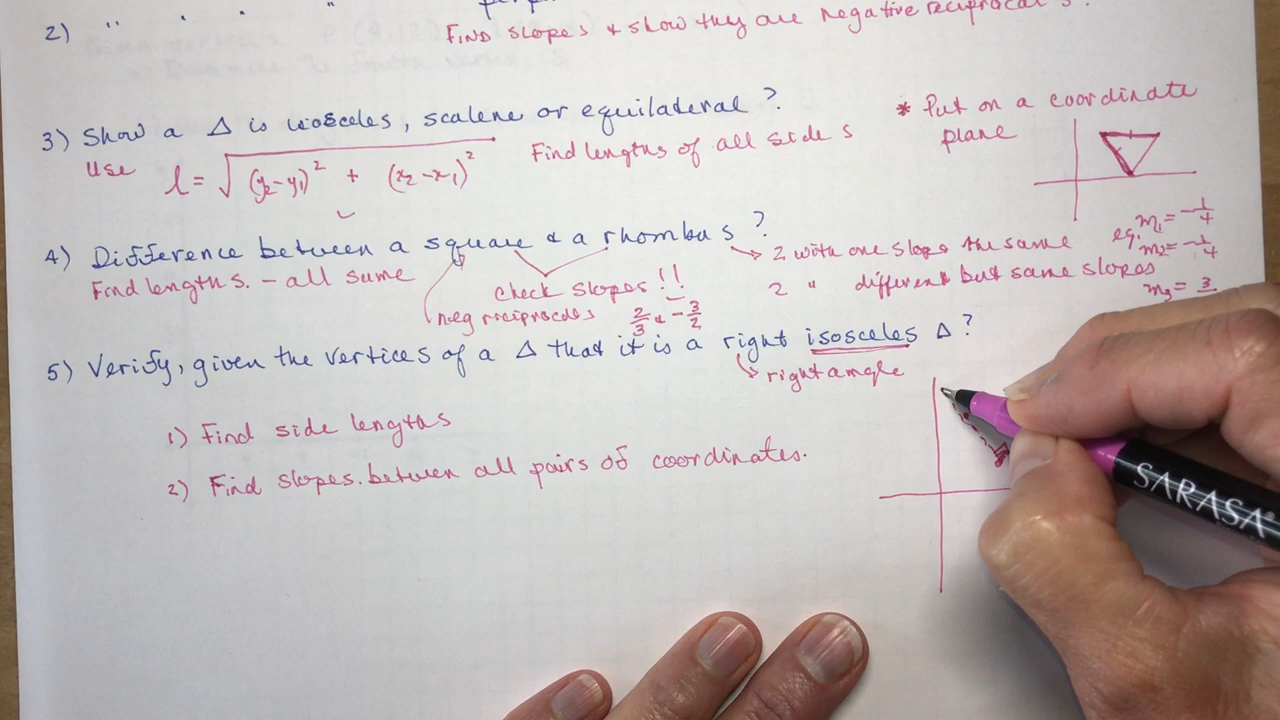 2) " " " perp
Find slopes & show they are negative reciprocals.
3) Show a Δ is isosceles, scalene or equilateral?
* Put on a coordinate plane
Use l = √((y₂-y₁)² + (x₂-x₁)²)
Find lengths of all sides
4) Difference between a square & a rhombus?
Find lengths. - all same
check slopes!!
neg reciprocals 2/3 & -3/2
→ 2 with one slope the same
2 " different but same slopes
eg. m₁ = -1/4
m₂ = -1/4
m₃ = 3
5) Verify, given the vertices of a Δ that it is a right isosceles Δ?
↳ right angle
1) Find side lengths
2) Find slopes between all pairs of coordinates.
SARASA